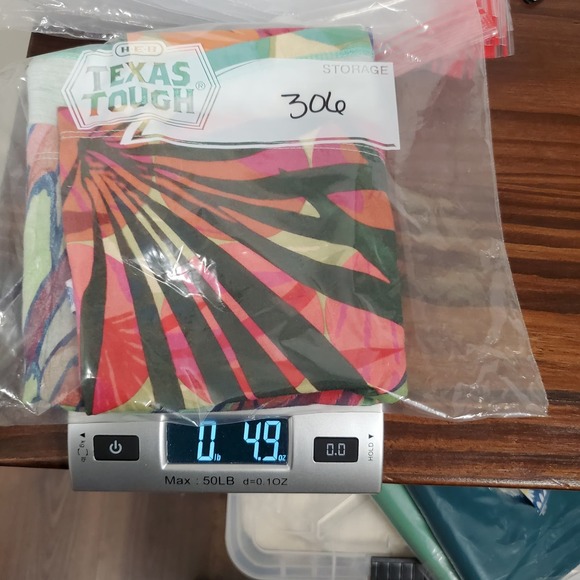 H-E-B
TEXAS
TOUGH®
STORAGE
306
0 lb 4.9 oz
0.0
HOLD
Max : 50LB d=0.1OZ